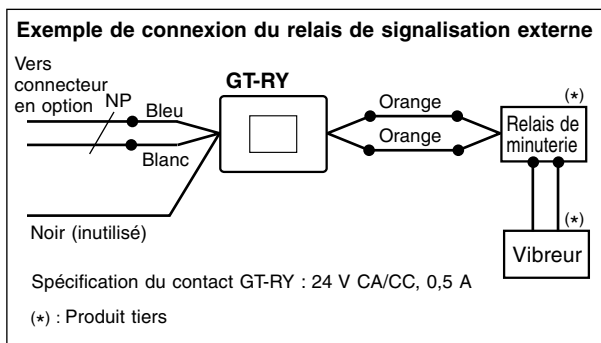 Exemple de connexion du relais de signalisation externe
Vers
connecteur
en option
NP
Bleu
Blanc
Noir (inutilisé)
GT-RY
Orange
Orange
(*)
Relais de
minuterie
(*)
Vibreur
Spécification du contact GT-RY : 24 V CA/CC, 0,5 A
(*) : Produit tiers